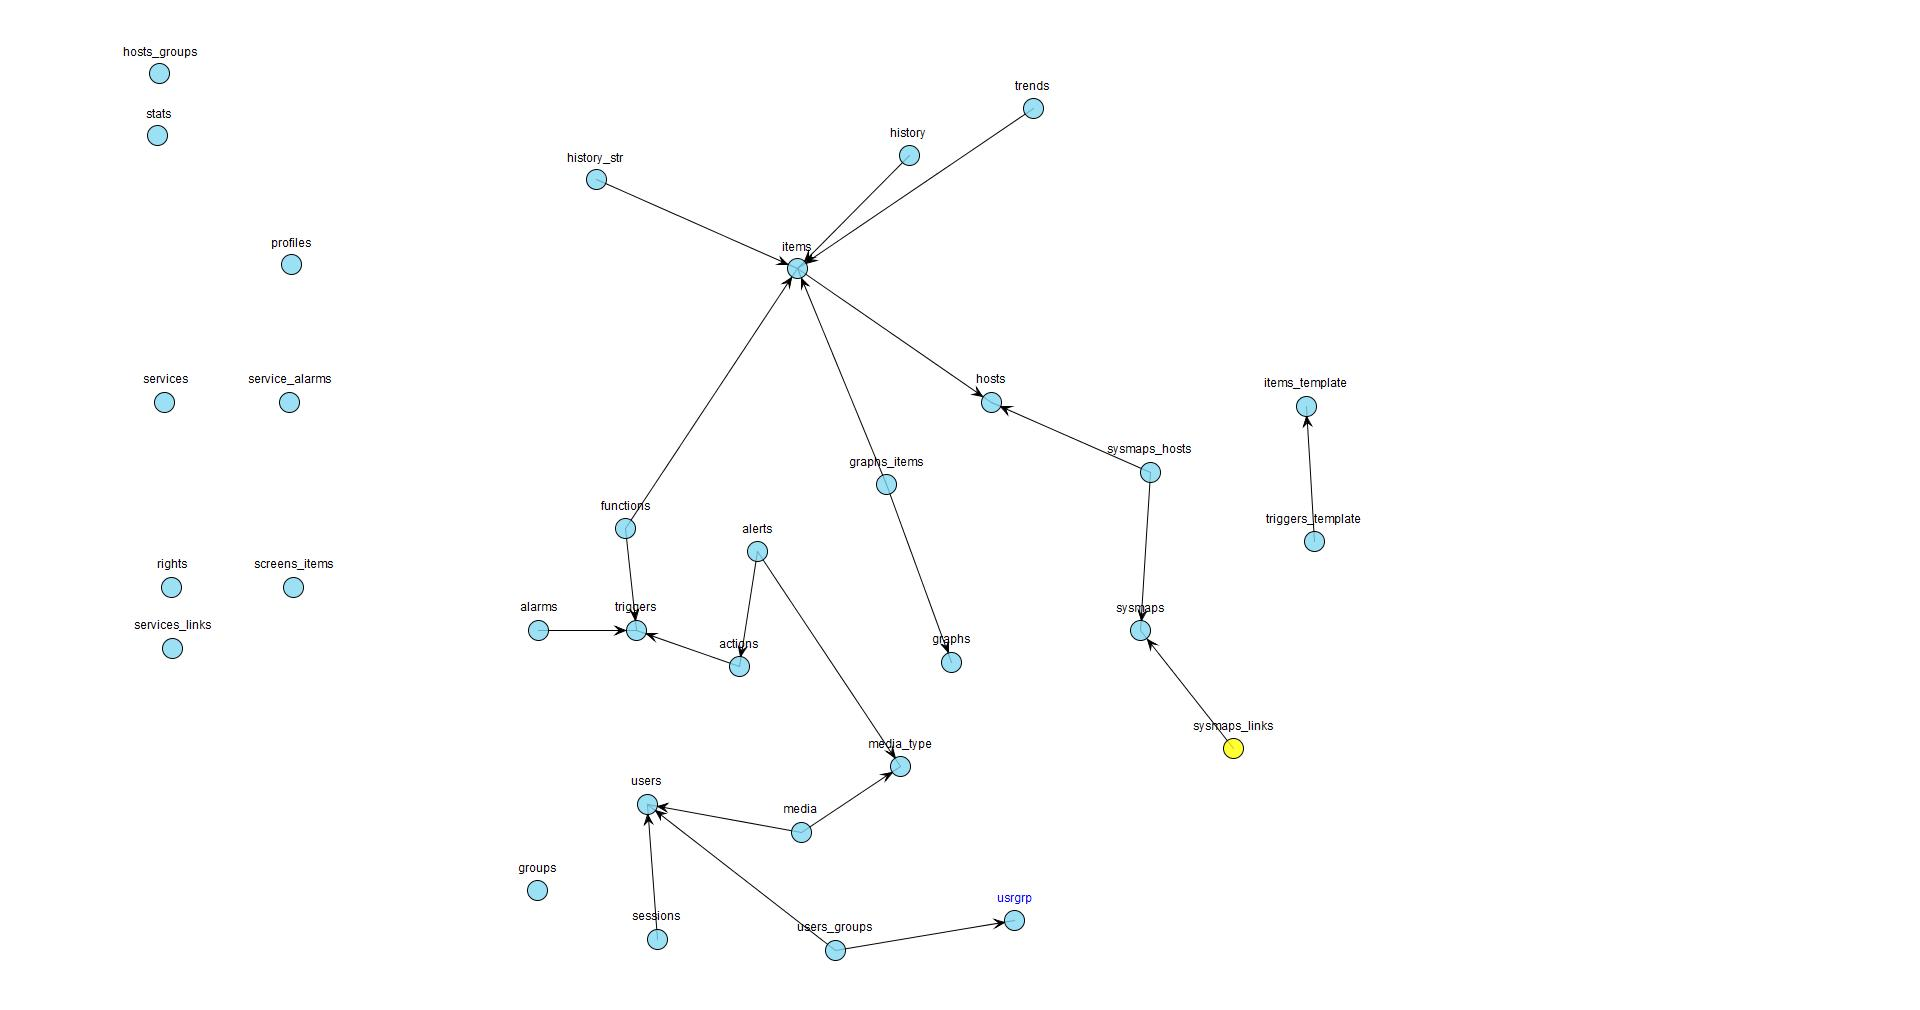 hosts_groups
trends
stats
history
history_str
profiles
items
services
service_alarms
hosts
items_template
sysmaps_hosts
graphs_items
functions
triggers_template
alerts
rights
screens_items
alarms
triggers
sysmaps
services_links
graphs
actions
sysmaps_links
media_type
users
media
groups
usrgrp
sessions
users_groups